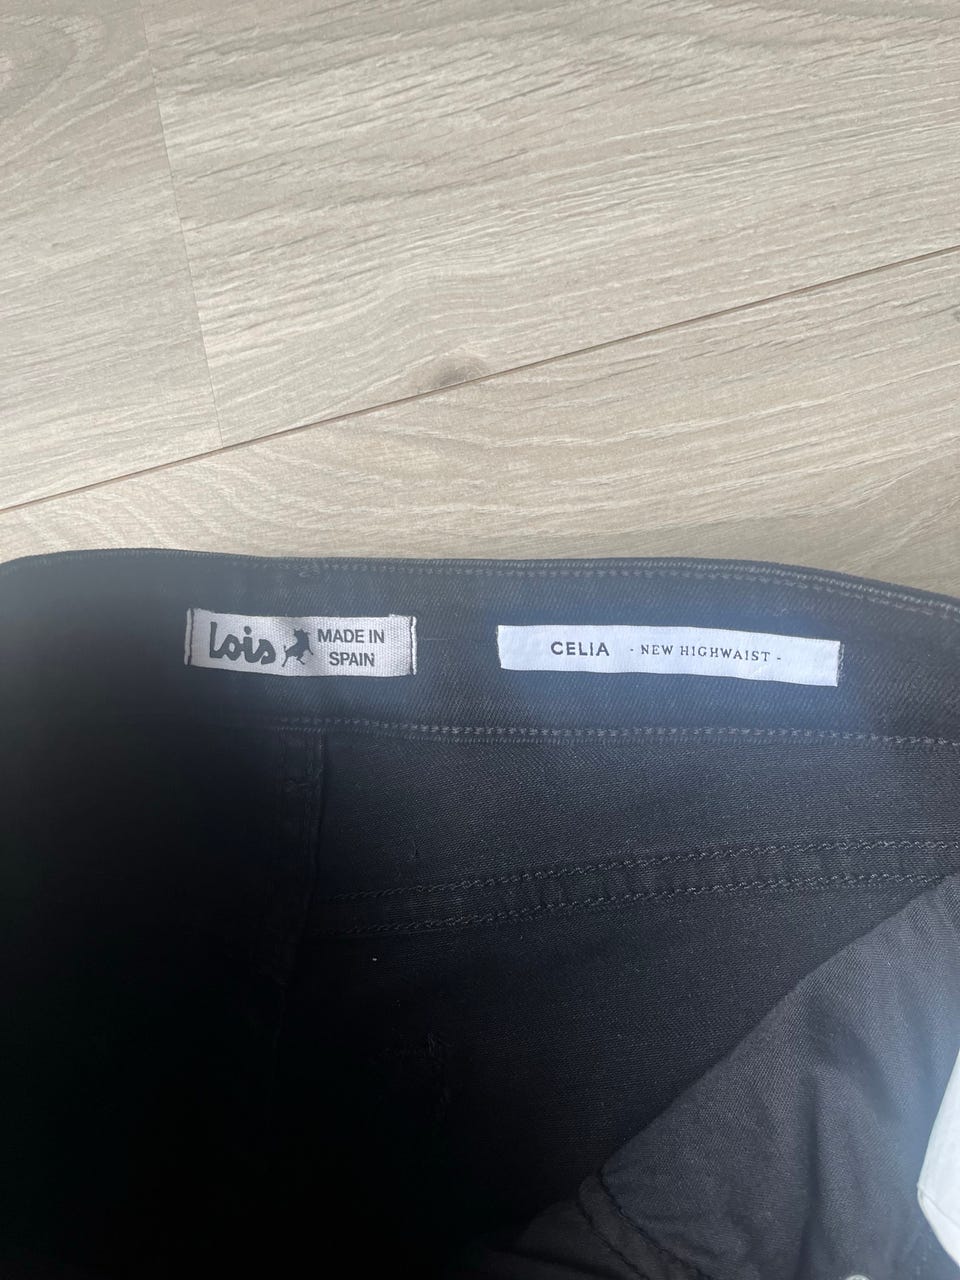 Lois MADE IN
SPAIN
CELIA - NEW HIGHWAIST -